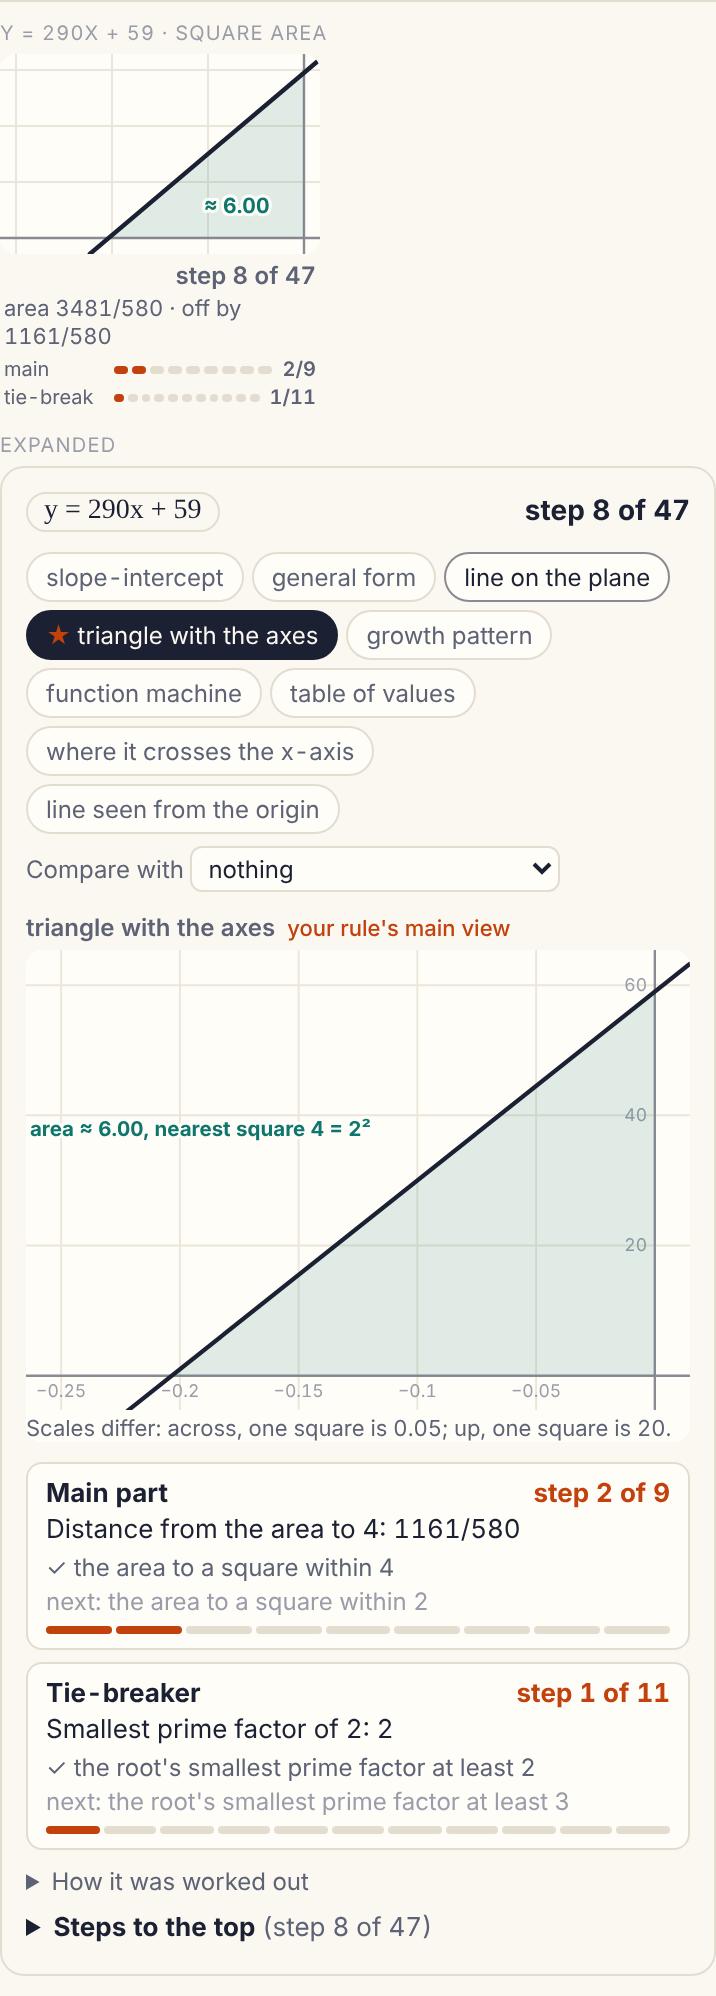 Y = 290X + 59 · SQUARE AREA
≈ 6.00
step 8 of 47
area 3481/580 · off by
1161/580
main 2/9
tie-break 1/11
EXPANDED
y = 290x + 59 step 8 of 47
slope-intercept general form line on the plane
★ triangle with the axes growth pattern
function machine table of values
where it crosses the x-axis
line seen from the origin
Compare with nothing
triangle with the axes your rule's main view
60
40
area ≈ 6.00, nearest square 4 = 2²
20
−0.25 −0.2 −0.15 −0.1 −0.05
Scales differ: across, one square is 0.05; up, one square is 20.
Main part step 2 of 9
Distance from the area to 4: 1161/580
✓ the area to a square within 4
next: the area to a square within 2
Tie-breaker step 1 of 11
Smallest prime factor of 2: 2
✓ the root's smallest prime factor at least 2
next: the root's smallest prime factor at least 3
▶ How it was worked out
▶ Steps to the top (step 8 of 47)